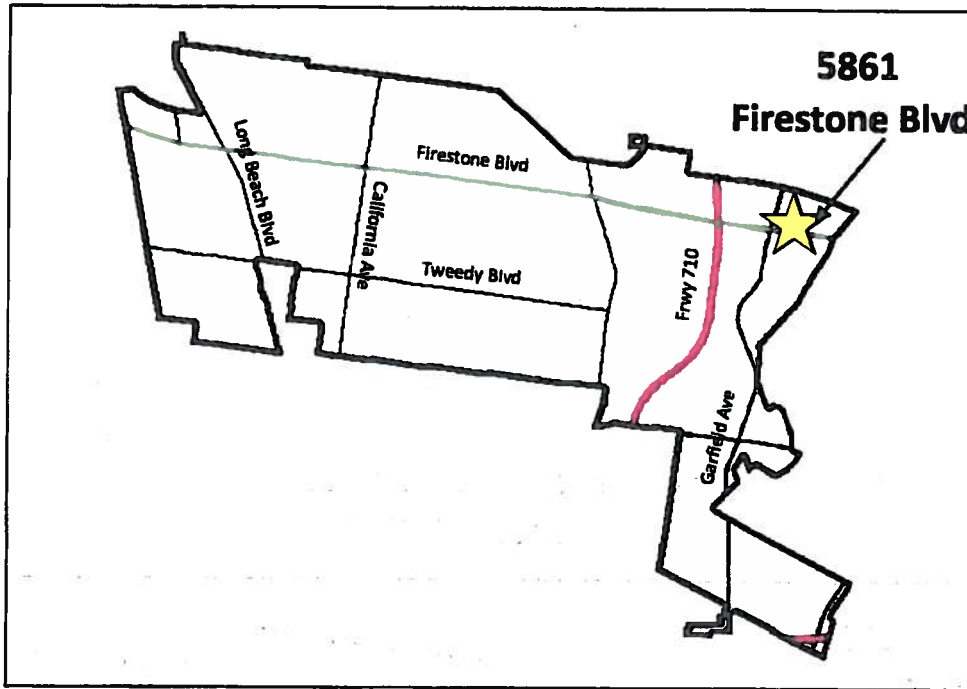 5861
Firestone Blvd
Long Beach Blvd
Firestone Blvd
California Ave
Tweedy Blvd
Frwy 710
Garfield Ave